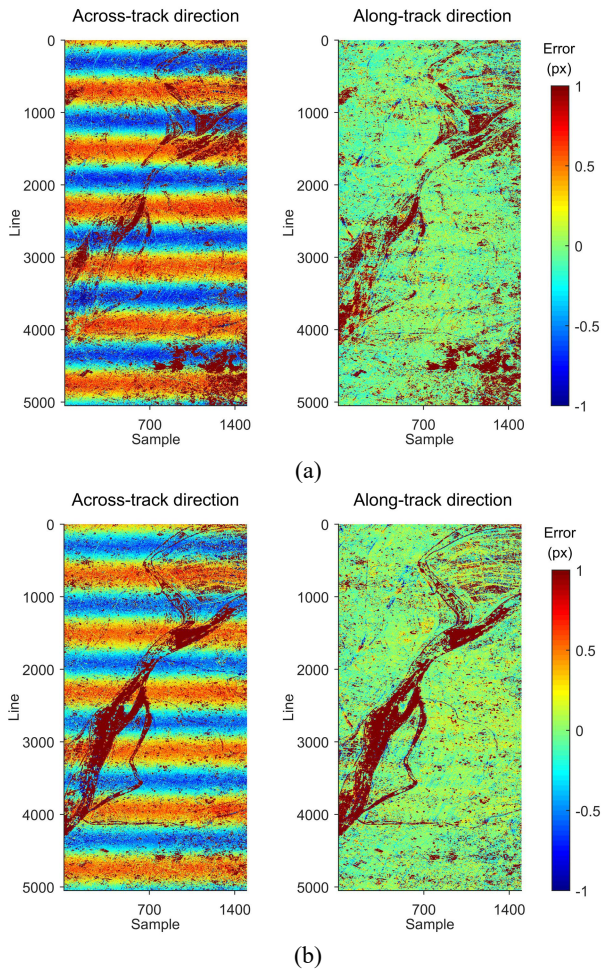 Across-track direction
Along-track direction
Error
(px)
0
1000
2000
3000
4000
5000
Line
700
1400
Sample
700
1400
Sample
1
0.5
0
-0.5
-1
(a)
Across-track direction
Along-track direction
Error
(px)
0
1000
2000
3000
4000
5000
Line
700
1400
Sample
700
1400
Sample
1
0.5
0
-0.5
-1
(b)